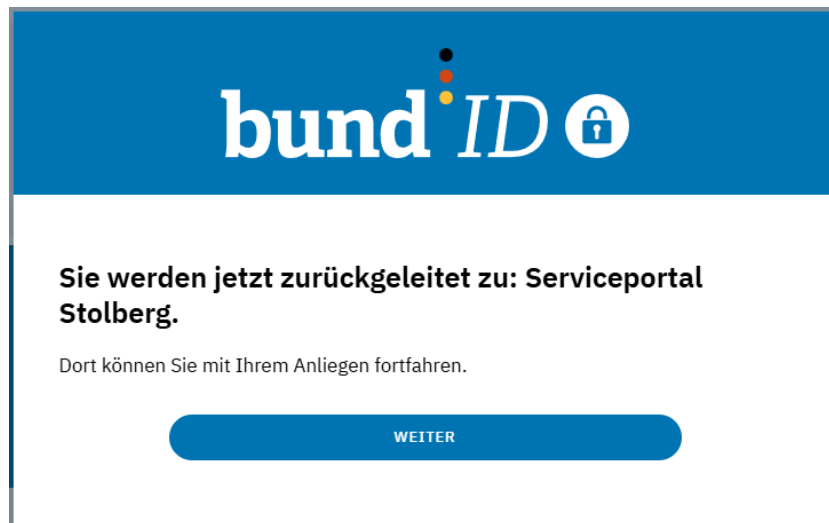 bund ID
Sie werden jetzt zurückgeleitet zu: Serviceportal
Stolberg.
Dort können Sie mit Ihrem Anliegen fortfahren.
WEITER